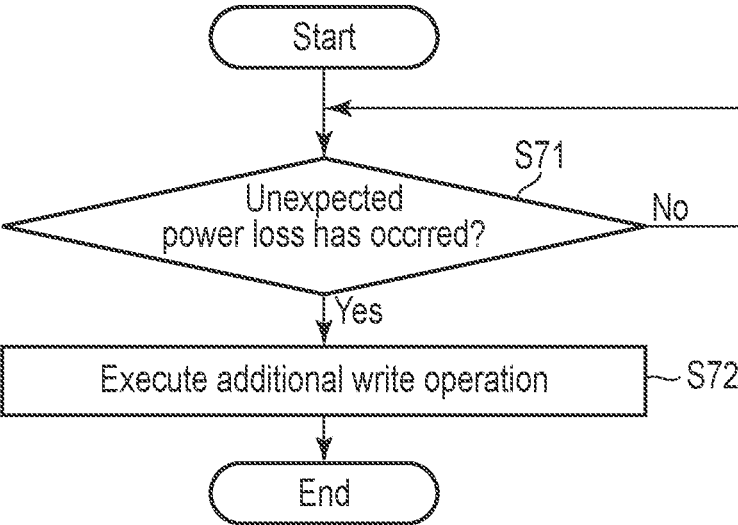 Start
S71
Unexpected
power loss has occrred?
No
Yes
Execute additional write operation
S72
End